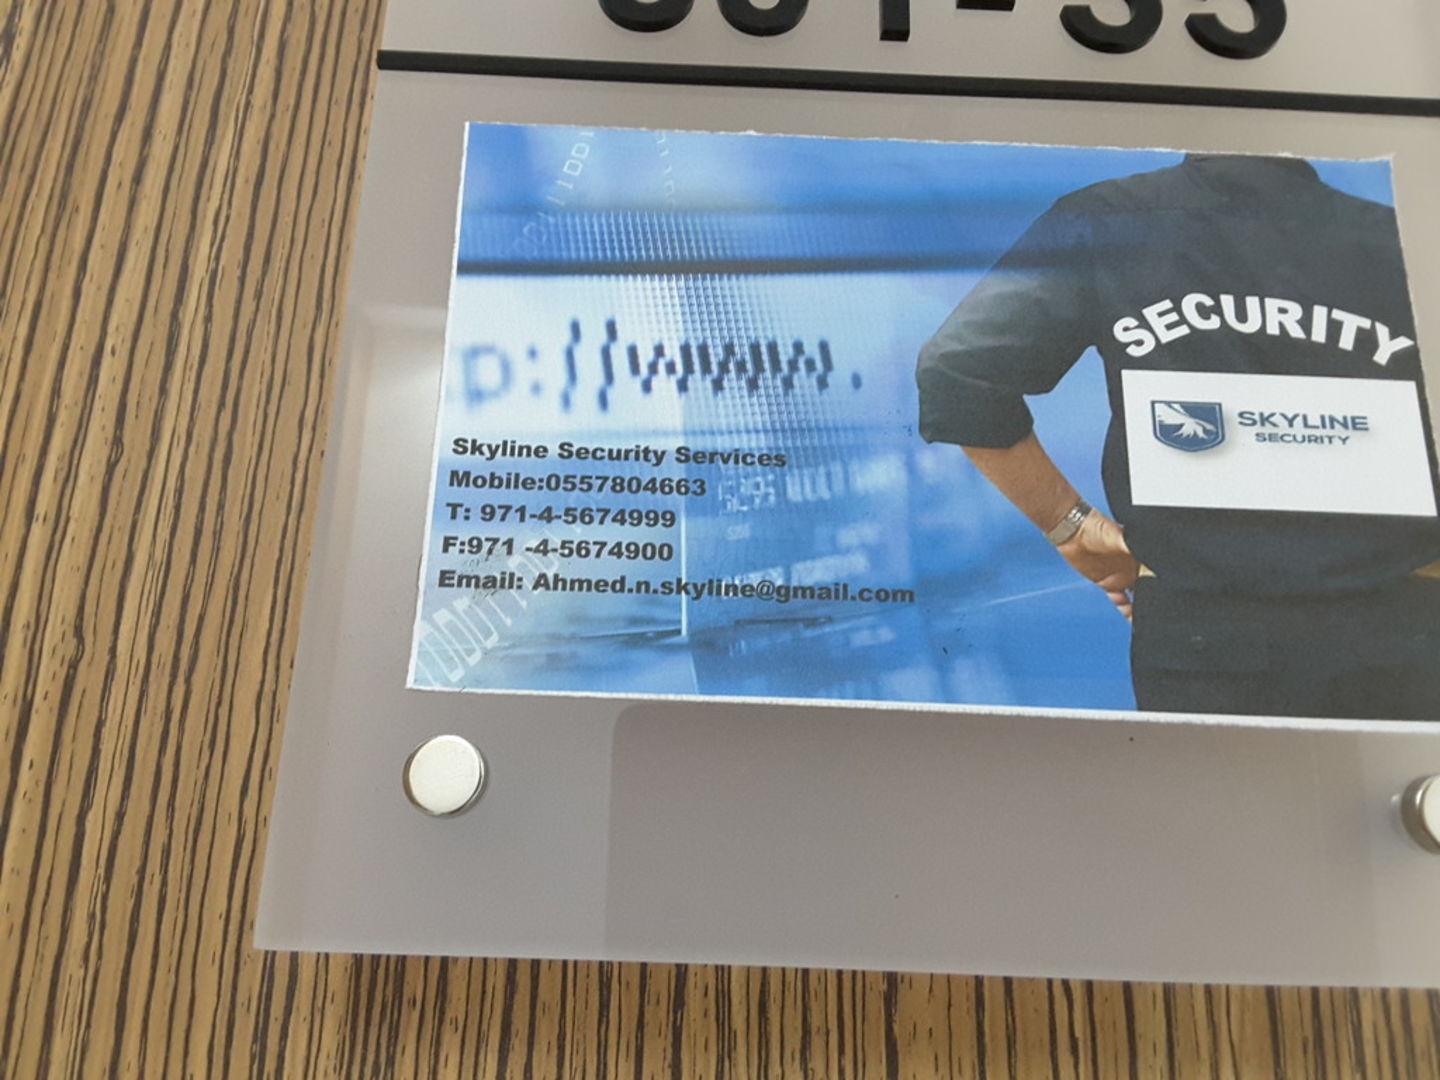 p://www.
SECURITY
SKYLINE
SECURITY
Skyline Security Services
Mobile:0557804663
T: 971-4-5674999
F:971 -4-5674900
Email: Ahmed.n.skyline@gmail.com